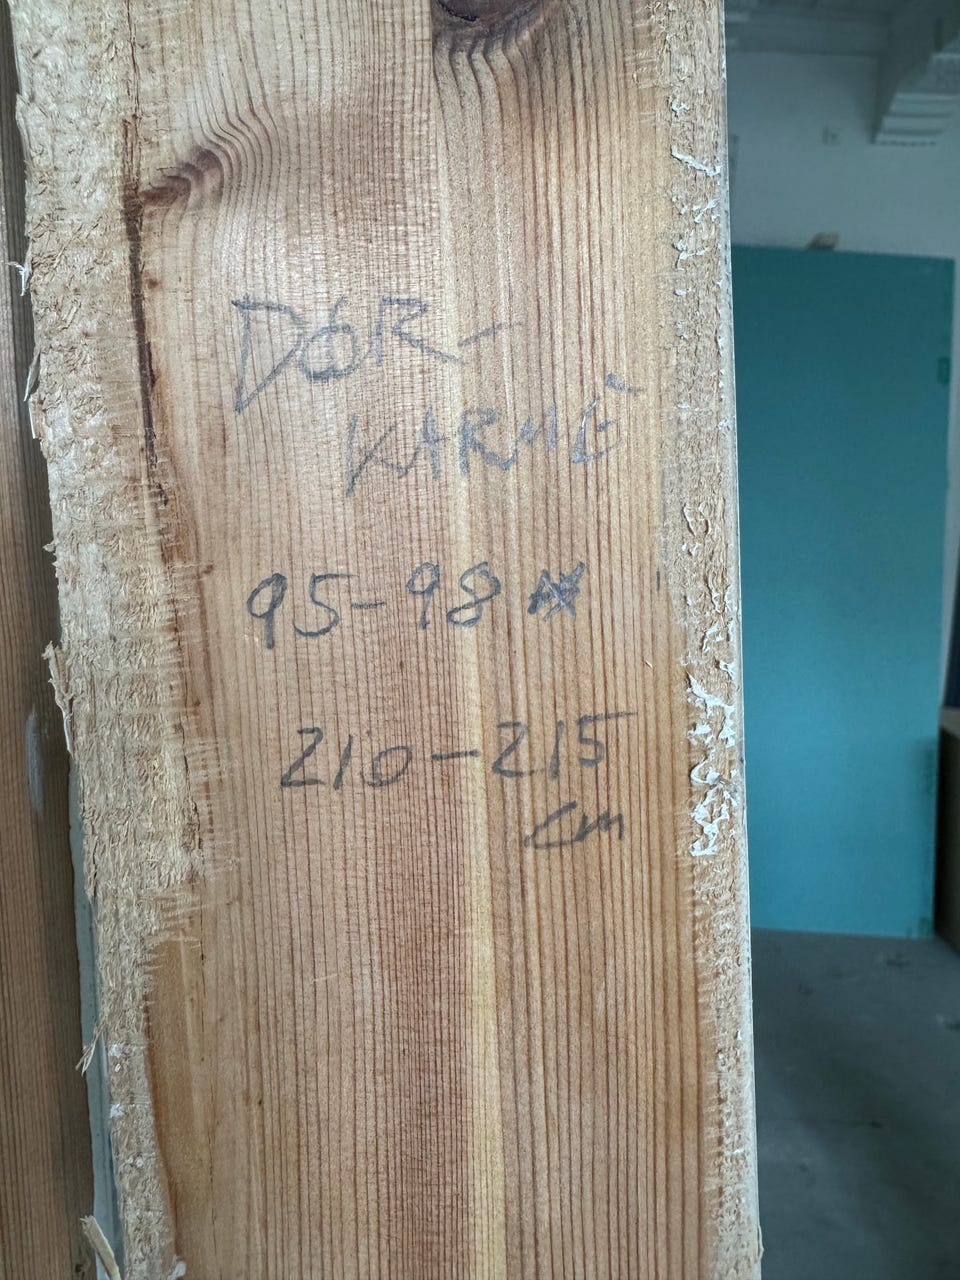 DØR-
KARME
95-98
210-215
cm